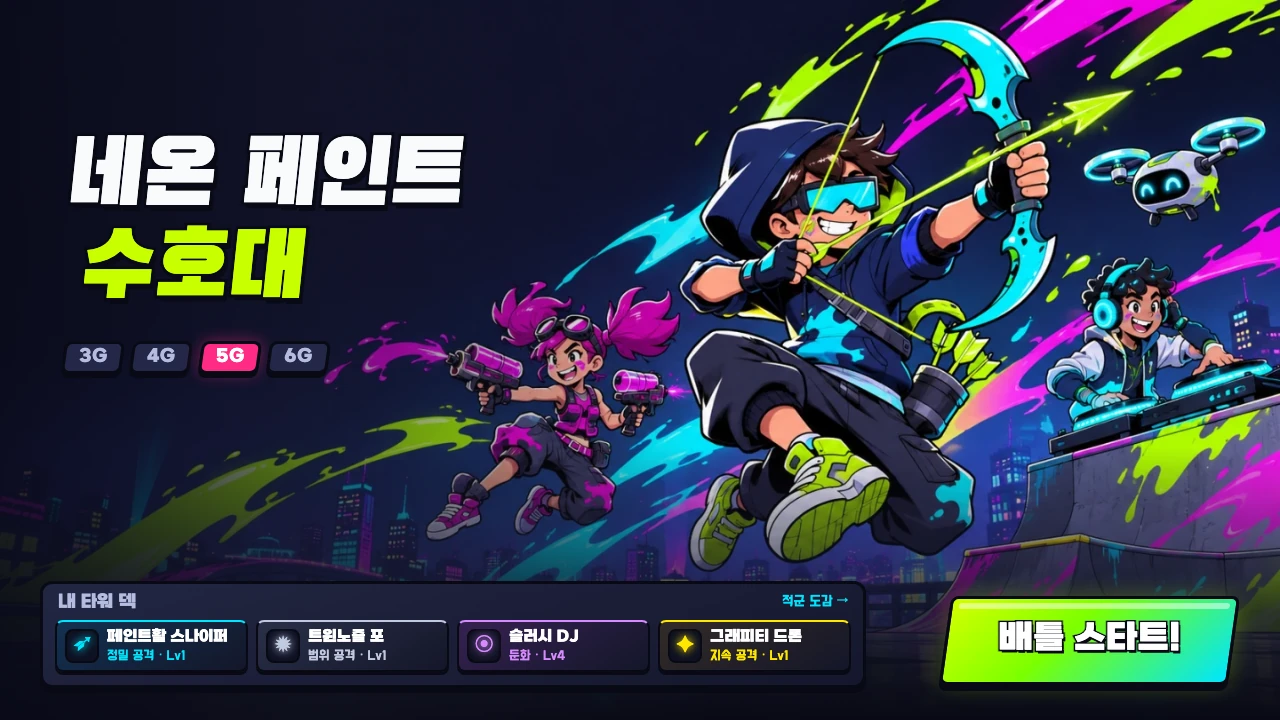 네온 페인트
수호대
3G 4G 5G 6G
내 타워 덱
적군 도감 →
페인트활 스나이퍼
정밀 공격 · Lv1
트윈노즐 포
범위 공격 · Lv1
슬러시 DJ
둔화 · Lv4
그래피티 드론
지속 공격 · Lv1
배틀 스타트!